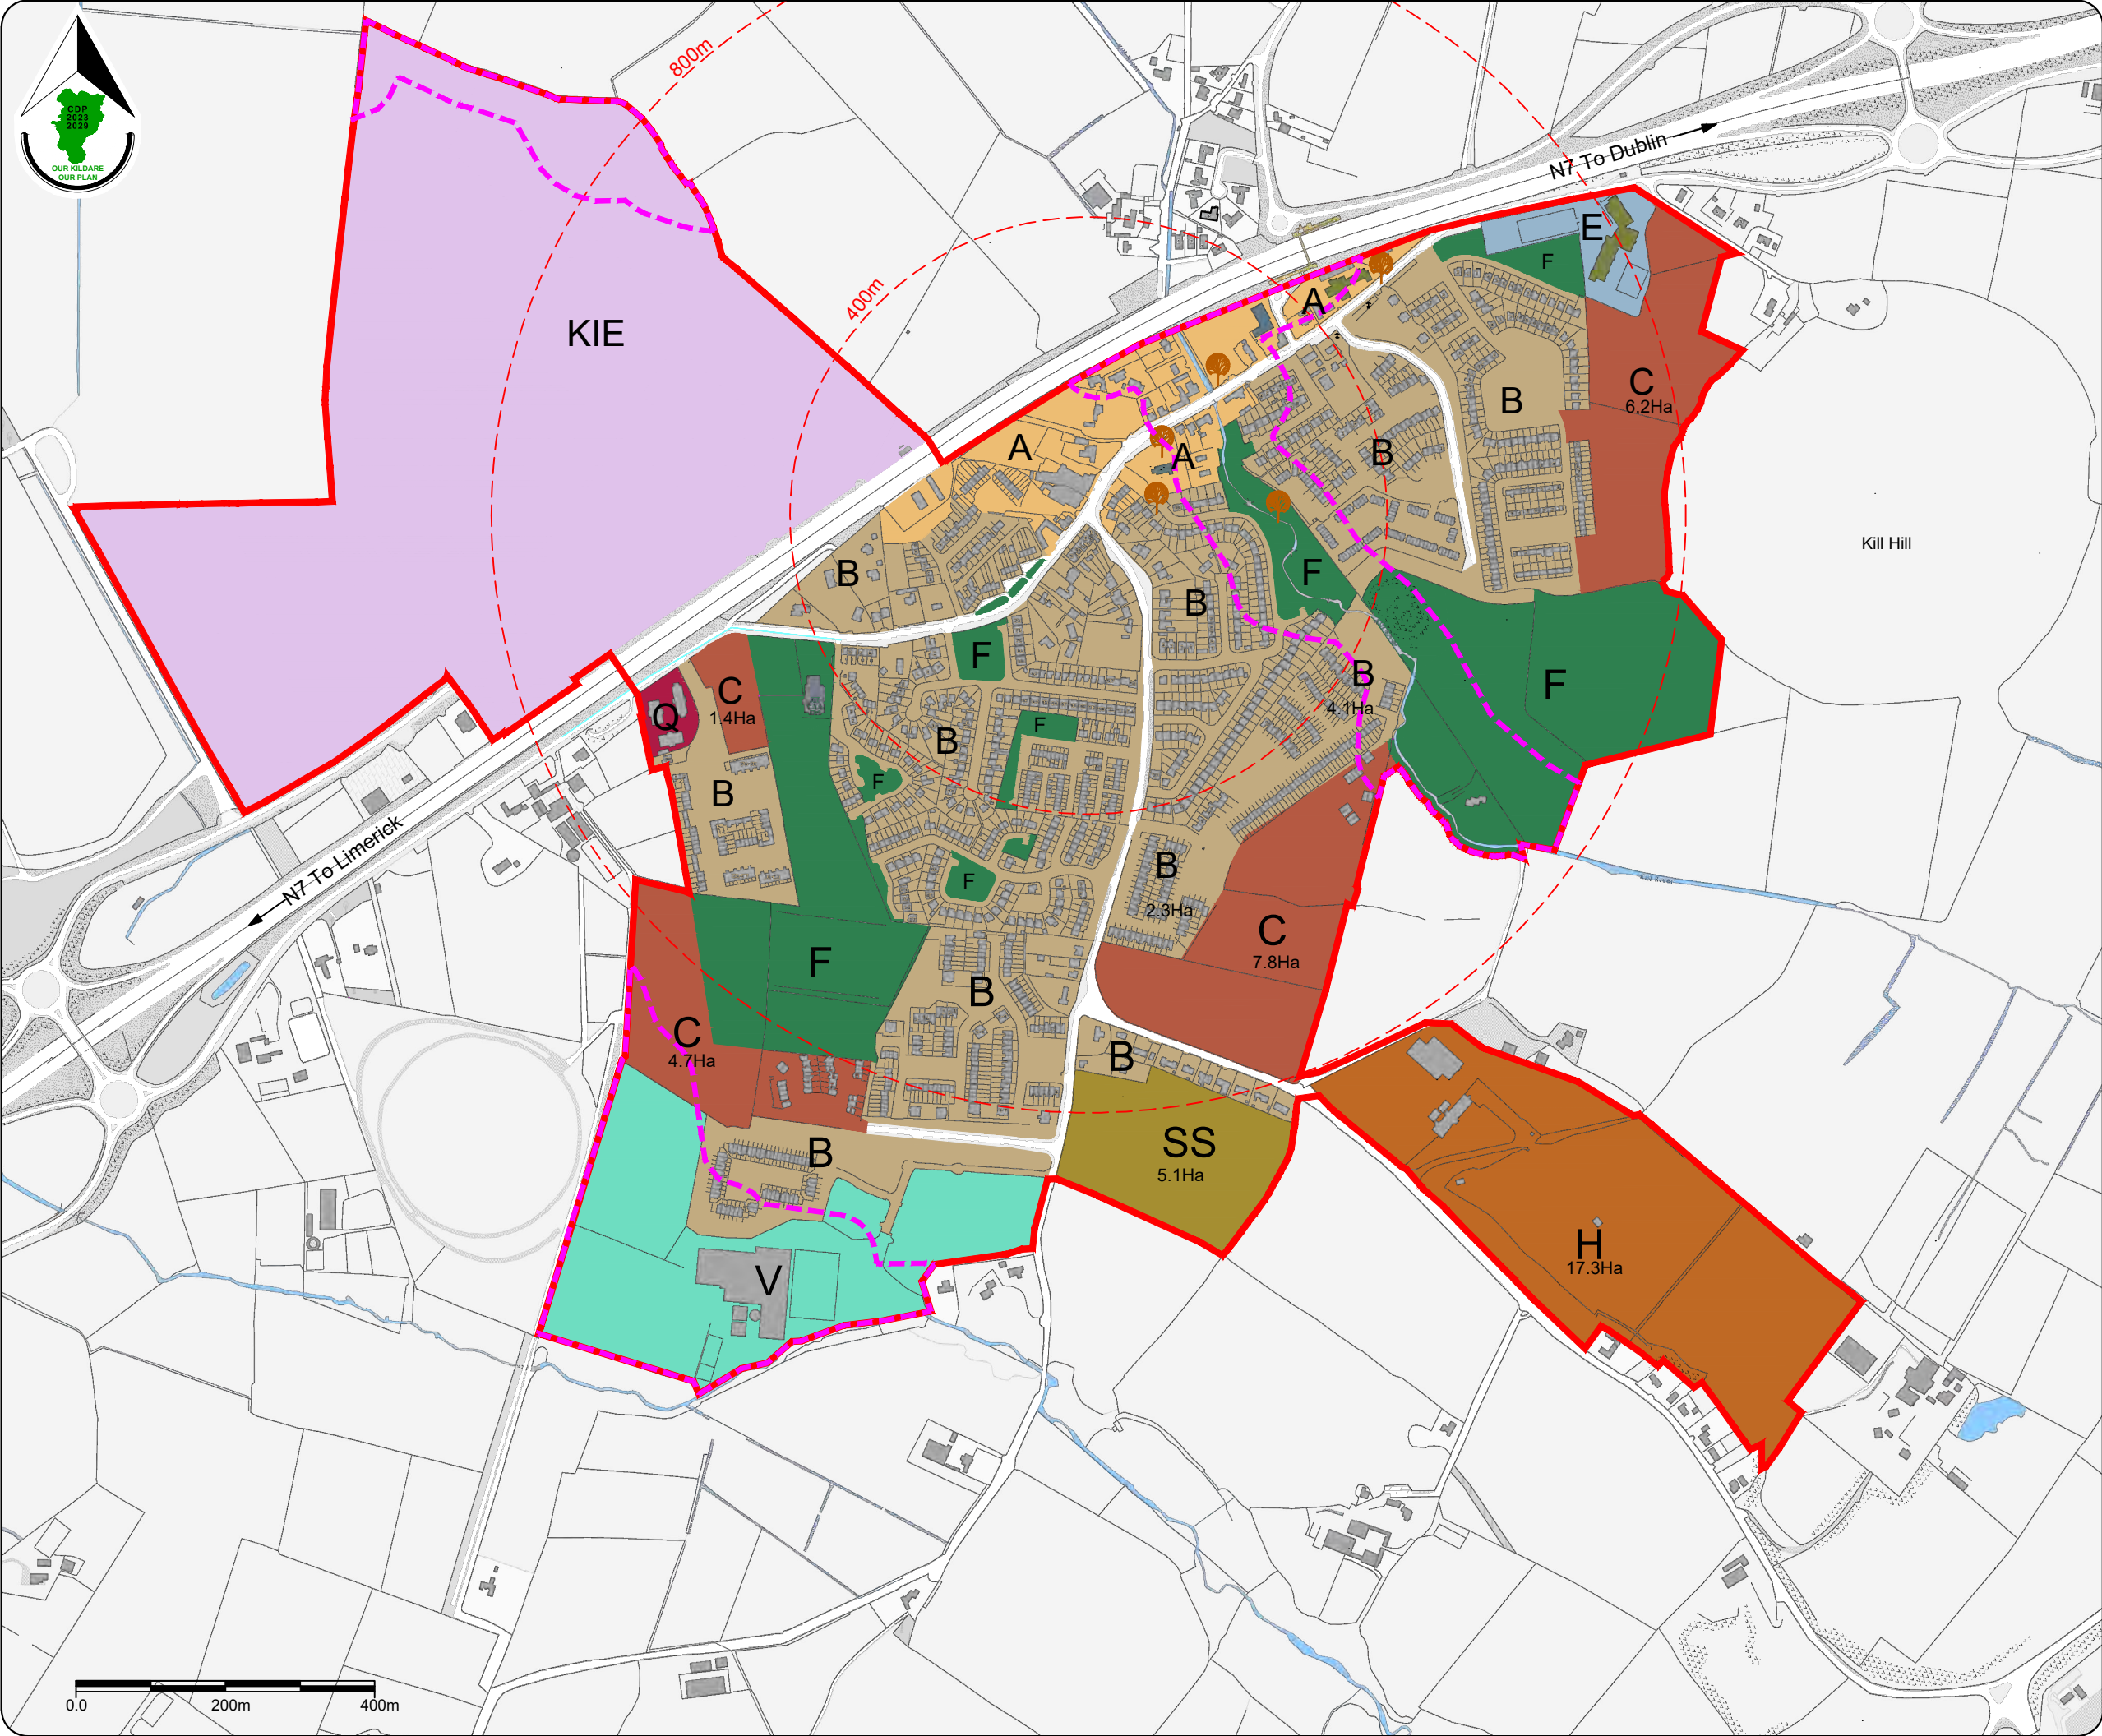 CDP
2023
2029
OUR KILDARE
OUR PLAN
800m
N7 To Dublin
E
F
KIE
400m
A
C
6.2Ha
B
A
B
A
Kill Hill
B
F
B
F
B
4.1Ha
F
C
1.4Ha
Q
F
B
F
B
B
2.3Ha
F
N7 To Limerick
C
7.8Ha
F
B
C
4.7Ha
B
SS
5.1Ha
B
H
17.3Ha
V
0.0
200m
400m